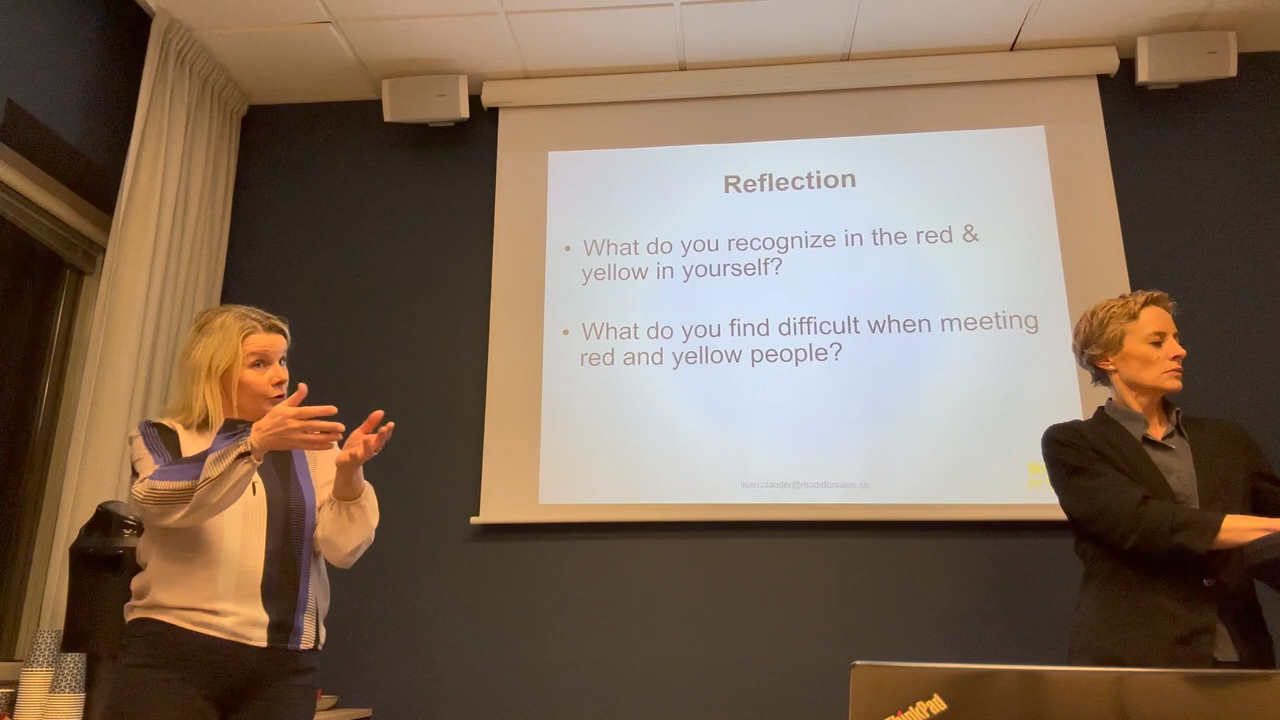 Reflection
• What do you recognize in the red &
yellow in yourself?
• What do you find difficult when meeting
red and yellow people?
ThinkPad